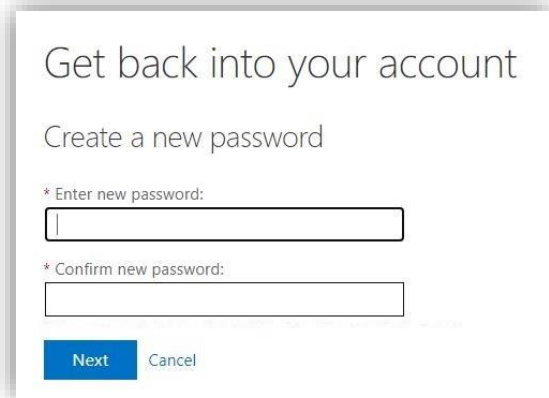 Get back into your account
Create a new password
* Enter new password:
* Confirm new password:
Next Cancel